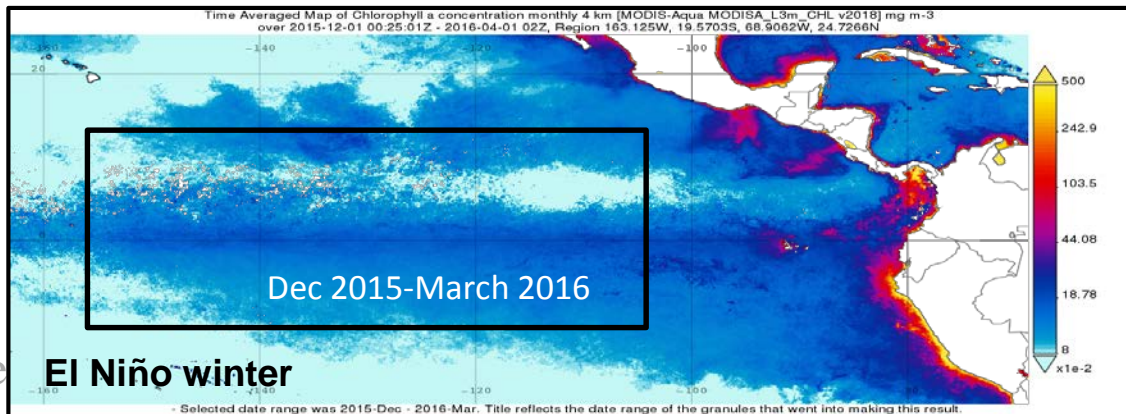 Time Averaged Map of Chlorophyll a concentration monthly 4 km [MODIS-Aqua MODISA_L3m_CHL v2018] mg m-3
over 2015-12-01 00:25:01Z - 2016-04-01 02Z, Region 163.125W, 19.5703S, 68.9062W, 24.7266N
-160 -140 -120 -100
20
500
242.9
103.5
44.08
18.78
8
x1e-2
0
Dec 2015-March 2016
El Niño winter
-160 -140 -120 -100 -80
- Selected date range was 2015-Dec - 2016-Mar. Title reflects the date range of the granules that went into making this result.